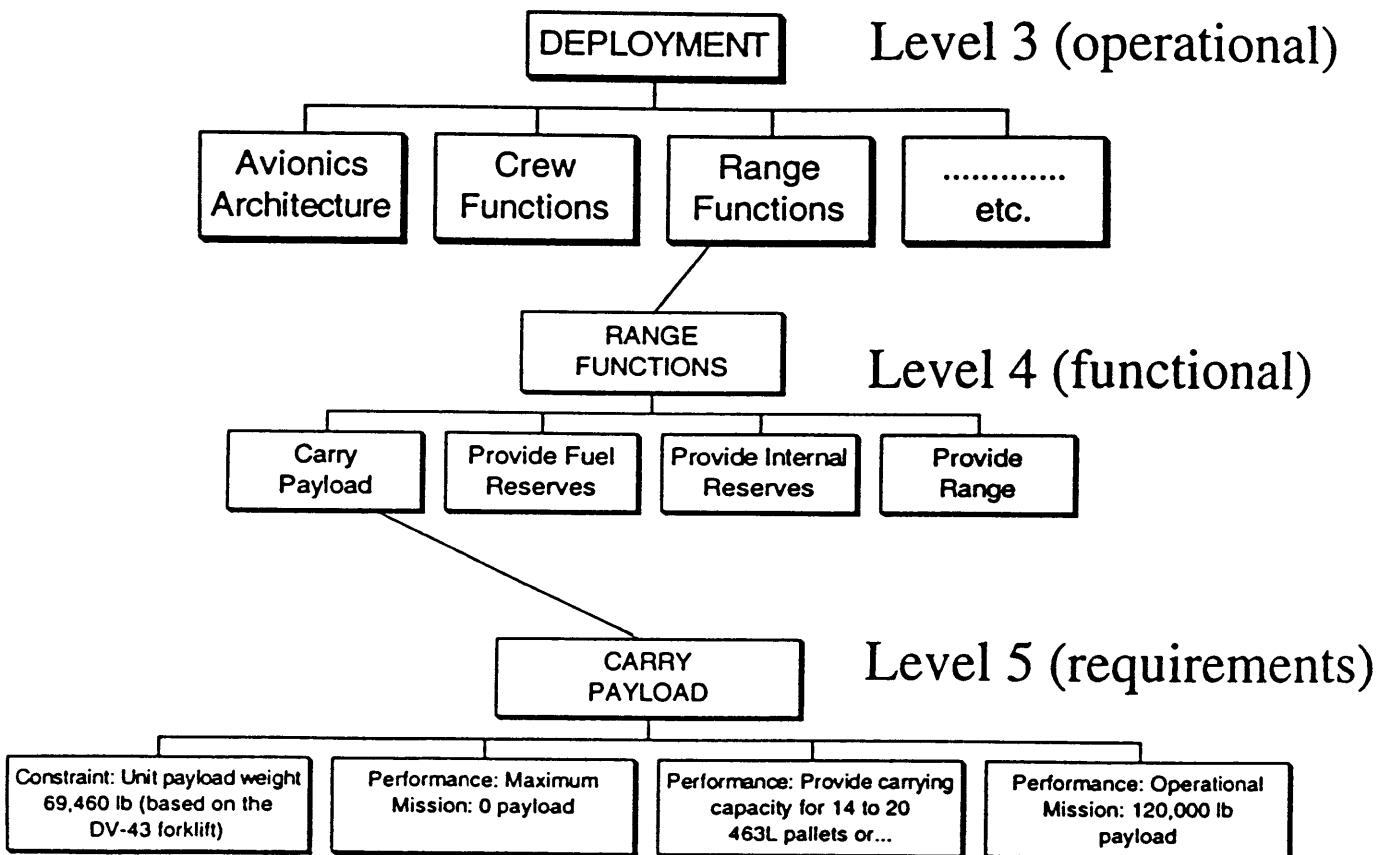 DEPLOYMENT
Level 3 (operational)
Avionics
Architecture
Crew
Functions
Range
Functions
.............
etc.
RANGE
FUNCTIONS
Level 4 (functional)
Carry
Payload
Provide Fuel
Reserves
Provide Internal
Reserves
Provide
Range
CARRY
PAYLOAD
Level 5 (requirements)
Constraint: Unit payload weight
69,460 lb (based on the
DV-43 forklift)
Performance: Maximum
Mission: 0 payload
Performance: Provide carrying
capacity for 14 to 20
463L pallets or...
Performance: Operational
Mission: 120,000 lb
payload